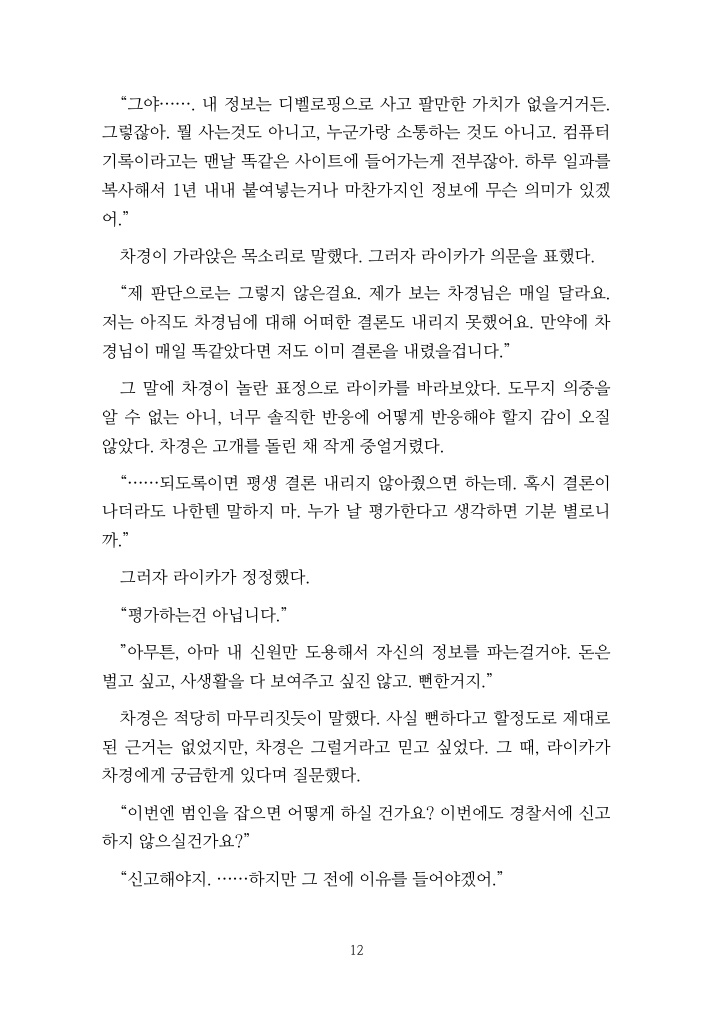 “그야……. 내 정보는 디벨로핑으로 사고 팔만한 가치가 없을거거든.
그렇잖아. 뭘 사는것도 아니고, 누군가랑 소통하는 것도 아니고. 컴퓨터
기록이라고는 맨날 똑같은 사이트에 들어가는게 전부잖아. 하루 일과를
복사해서 1년 내내 붙여넣는거나 마찬가지인 정보에 무슨 의미가 있겠
어.”
차경이 가라앉은 목소리로 말했다. 그러자 라이카가 의문을 표했다.
“제 판단으로는 그렇지 않은걸요. 제가 보는 차경님은 매일 달라요.
저는 아직도 차경님에 대해 어떠한 결론도 내리지 못했어요. 만약에 차
경님이 매일 똑같았다면 저도 이미 결론을 내렸을겁니다.”
그 말에 차경이 놀란 표정으로 라이카를 바라보았다. 도무지 의중을
알 수 없는 아니, 너무 솔직한 반응에 어떻게 반응해야 할지 감이 오질
않았다. 차경은 고개를 돌린 채 작게 중얼거렸다.
“……되도록이면 평생 결론 내리지 않아줬으면 하는데. 혹시 결론이
나더라도 나한텐 말하지 마. 누가 날 평가한다고 생각하면 기분 별로니
까.”
그러자 라이카가 정정했다.
“평가하는건 아닙니다.”
”아무튼, 아마 내 신원만 도용해서 자신의 정보를 파는걸거야. 돈은
벌고 싶고, 사생활을 다 보여주고 싶진 않고. 뻔한거지.”
차경은 적당히 마무리짓듯이 말했다. 사실 뻔하다고 할정도로 제대로
된 근거는 없었지만, 차경은 그럴거라고 믿고 싶었다. 그 때, 라이카가
차경에게 궁금한게 있다며 질문했다.
“이번엔 범인을 잡으면 어떻게 하실 건가요? 이번에도 경찰서에 신고
하지 않으실건가요?”
“신고해야지. ……하지만 그 전에 이유를 들어야겠어.”
12